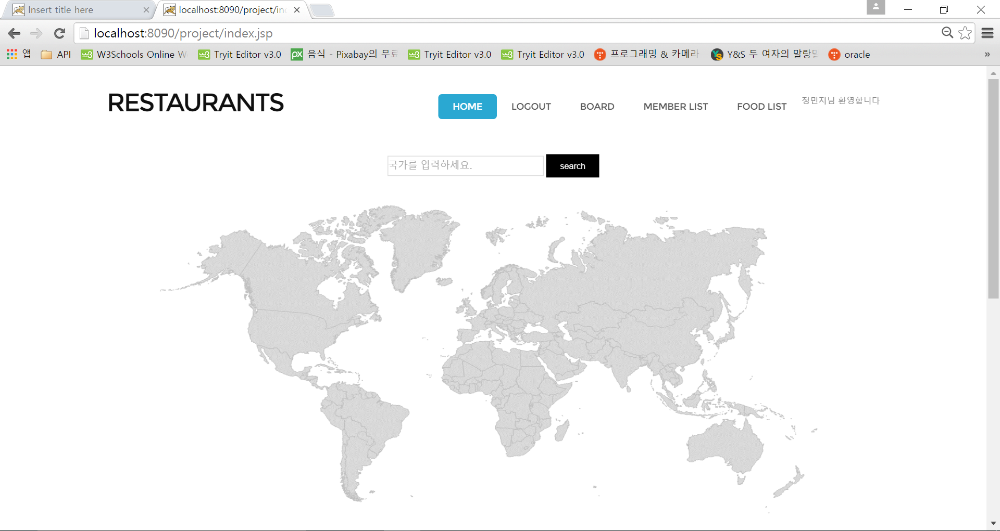 Insert title here
localhost:8090/project/in
localhost:8090/project/index.jsp
앱 API W3Schools Online W Tryit Editor v3.0 음식 - Pixabay의 무료 Tryit Editor v3.0 Tryit Editor v3.0 프로그래밍 & 카메라 Y&S 두 여자의 말랑말 oracle »
RESTAURANTS
HOME LOGOUT BOARD MEMBER LIST FOOD LIST 정민지님 환영합니다
국가를 입력하세요. search